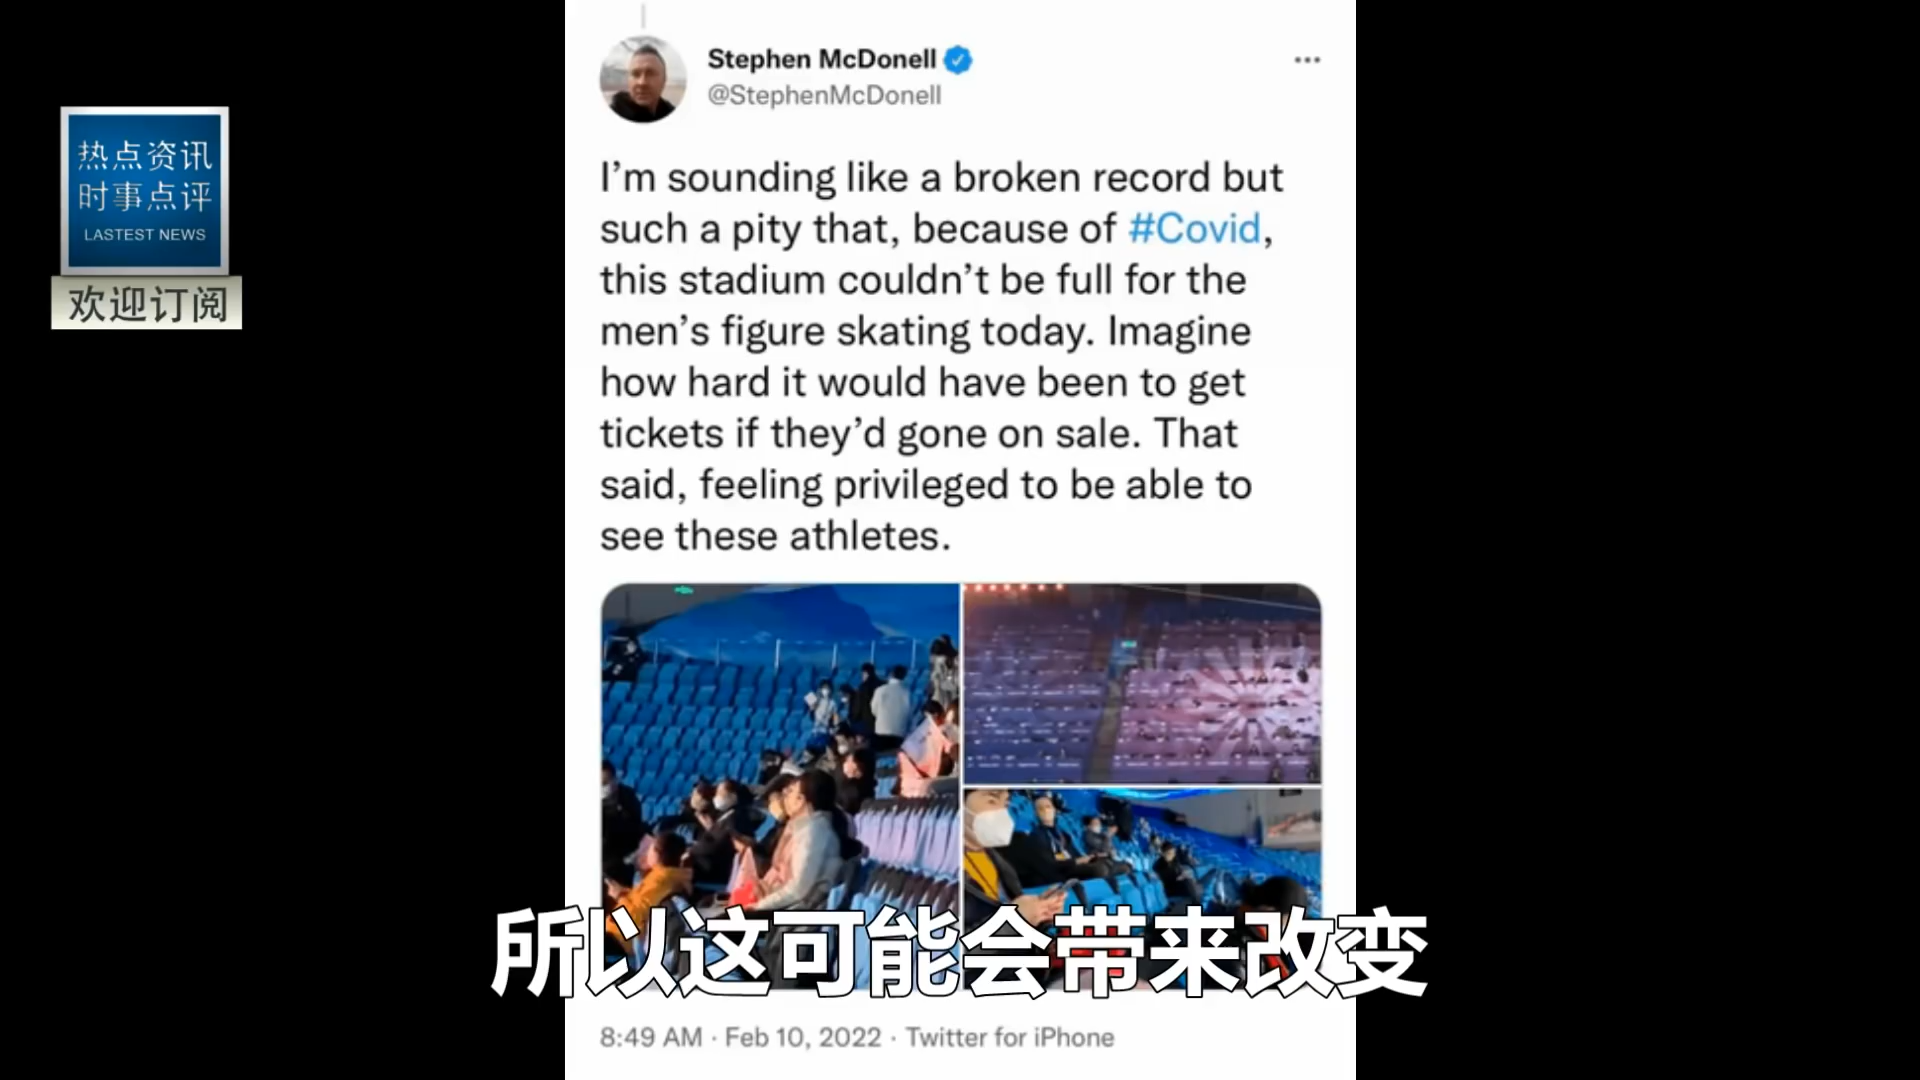 热点资讯
时事点评
LASTEST NEWS
欢迎订阅
Stephen McDonell
@StephenMcDonell
I’m sounding like a broken record but
such a pity that, because of #Covid,
this stadium couldn’t be full for the
men’s figure skating today. Imagine
how hard it would have been to get
tickets if they’d gone on sale. That
said, feeling privileged to be able to
see these athletes.
所以这可能会带来改变
8:49 AM · Feb 10, 2022 · Twitter for iPhone